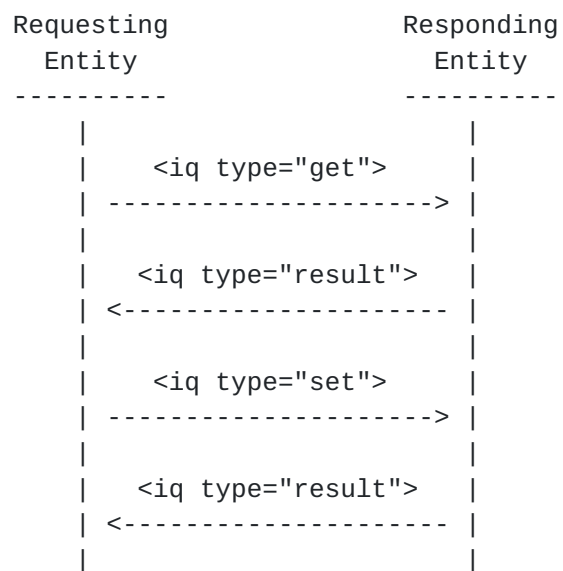 Requesting                Responding
  Entity                    Entity
----------                ----------
    |                         |
    |    <iq type="get">      |
    | ---------------------> |
    |                         |
    |   <iq type="result">    |
    | <---------------------- |
    |                         |
    |    <iq type="set">      |
    | ---------------------> |
    |                         |
    |   <iq type="result">    |
    | <---------------------- |
    |                         |